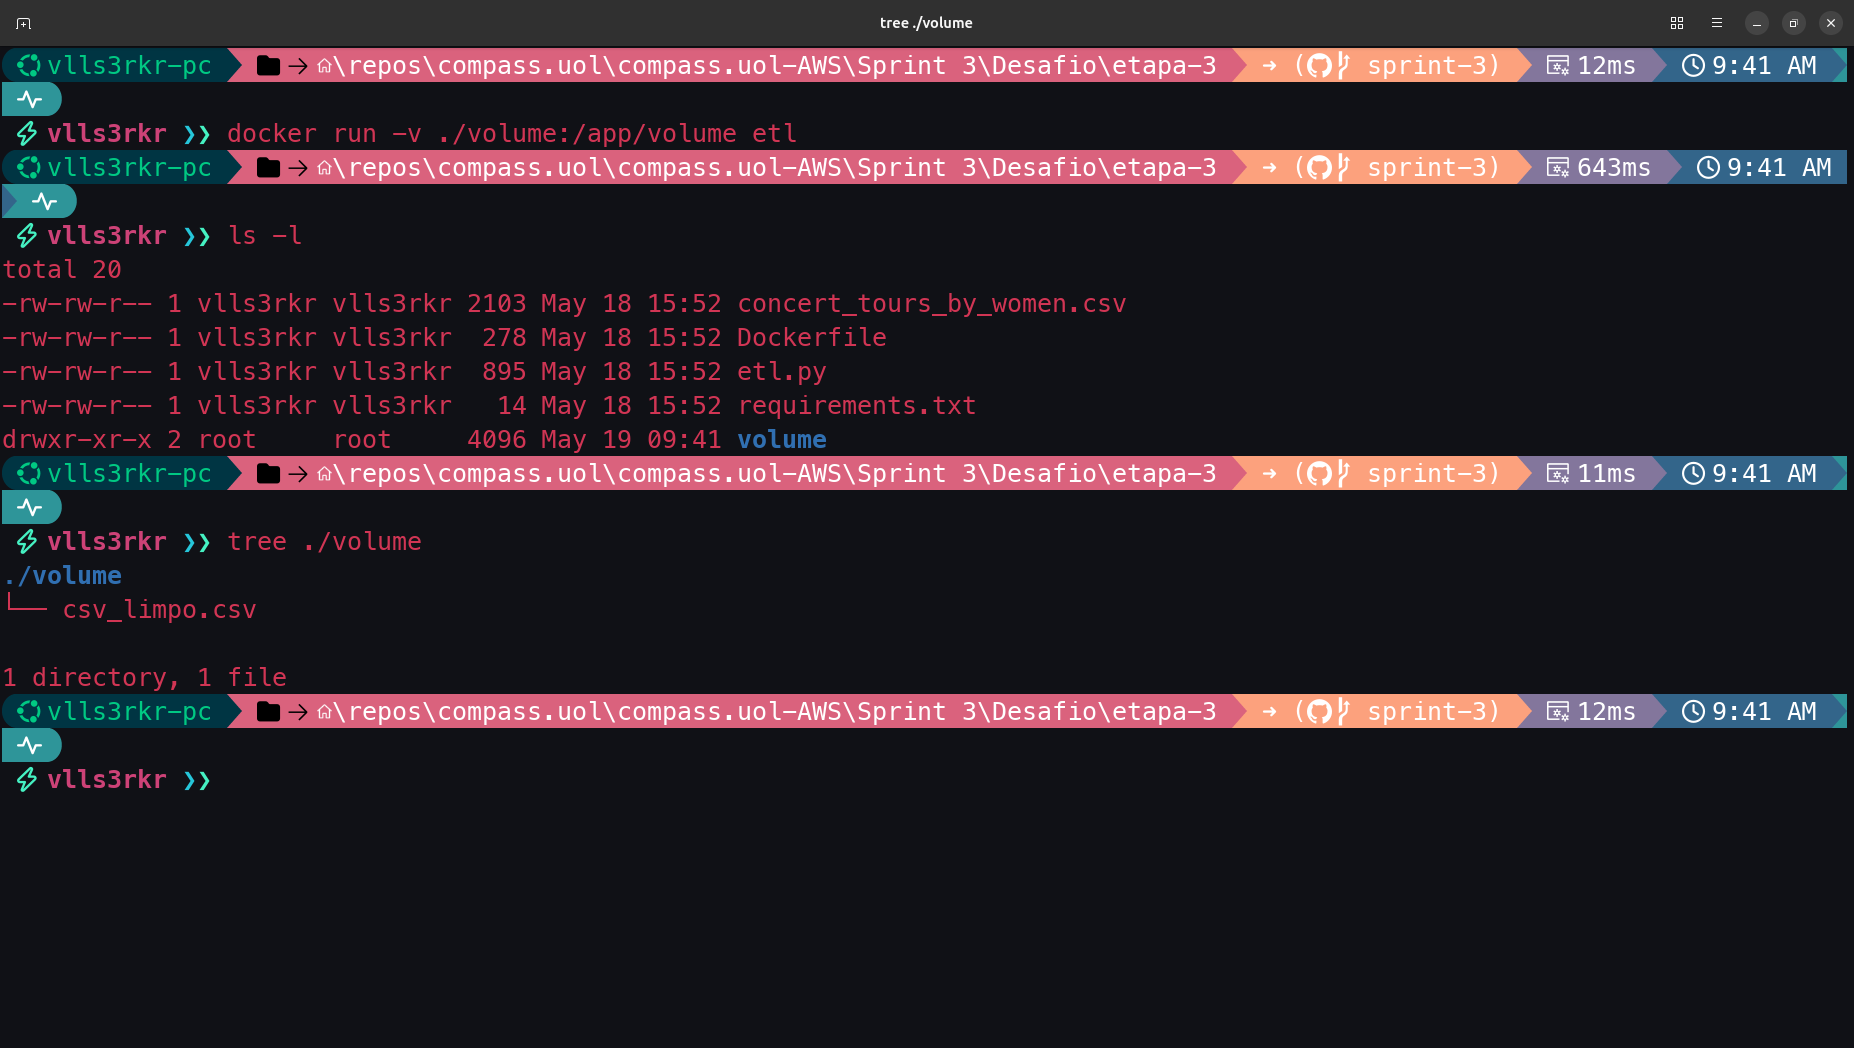 tree ./volume
vlls3rkr-pc \repos\compass.uol\compass.uol-AWS\Sprint 3\Desafio\etapa-3 ➜ ( sprint-3) 12ms 9:41 AM
vlls3rkr ❯❯ docker run -v ./volume:/app/volume etl
vlls3rkr-pc \repos\compass.uol\compass.uol-AWS\Sprint 3\Desafio\etapa-3 ➜ ( sprint-3) 643ms 9:41 AM
vlls3rkr ❯❯ ls -l
total 20
-rw-rw-r-- 1 vlls3rkr vlls3rkr 2103 May 18 15:52 concert_tours_by_women.csv
-rw-rw-r-- 1 vlls3rkr vlls3rkr  278 May 18 15:52 Dockerfile
-rw-rw-r-- 1 vlls3rkr vlls3rkr  895 May 18 15:52 etl.py
-rw-rw-r-- 1 vlls3rkr vlls3rkr   14 May 18 15:52 requirements.txt
drwxr-xr-x 2 root     root     4096 May 19 09:41 volume
vlls3rkr-pc \repos\compass.uol\compass.uol-AWS\Sprint 3\Desafio\etapa-3 ➜ ( sprint-3) 11ms 9:41 AM
vlls3rkr ❯❯ tree ./volume
./volume
└── csv_limpo.csv
1 directory, 1 file
vlls3rkr-pc \repos\compass.uol\compass.uol-AWS\Sprint 3\Desafio\etapa-3 ➜ ( sprint-3) 12ms 9:41 AM
vlls3rkr ❯❯